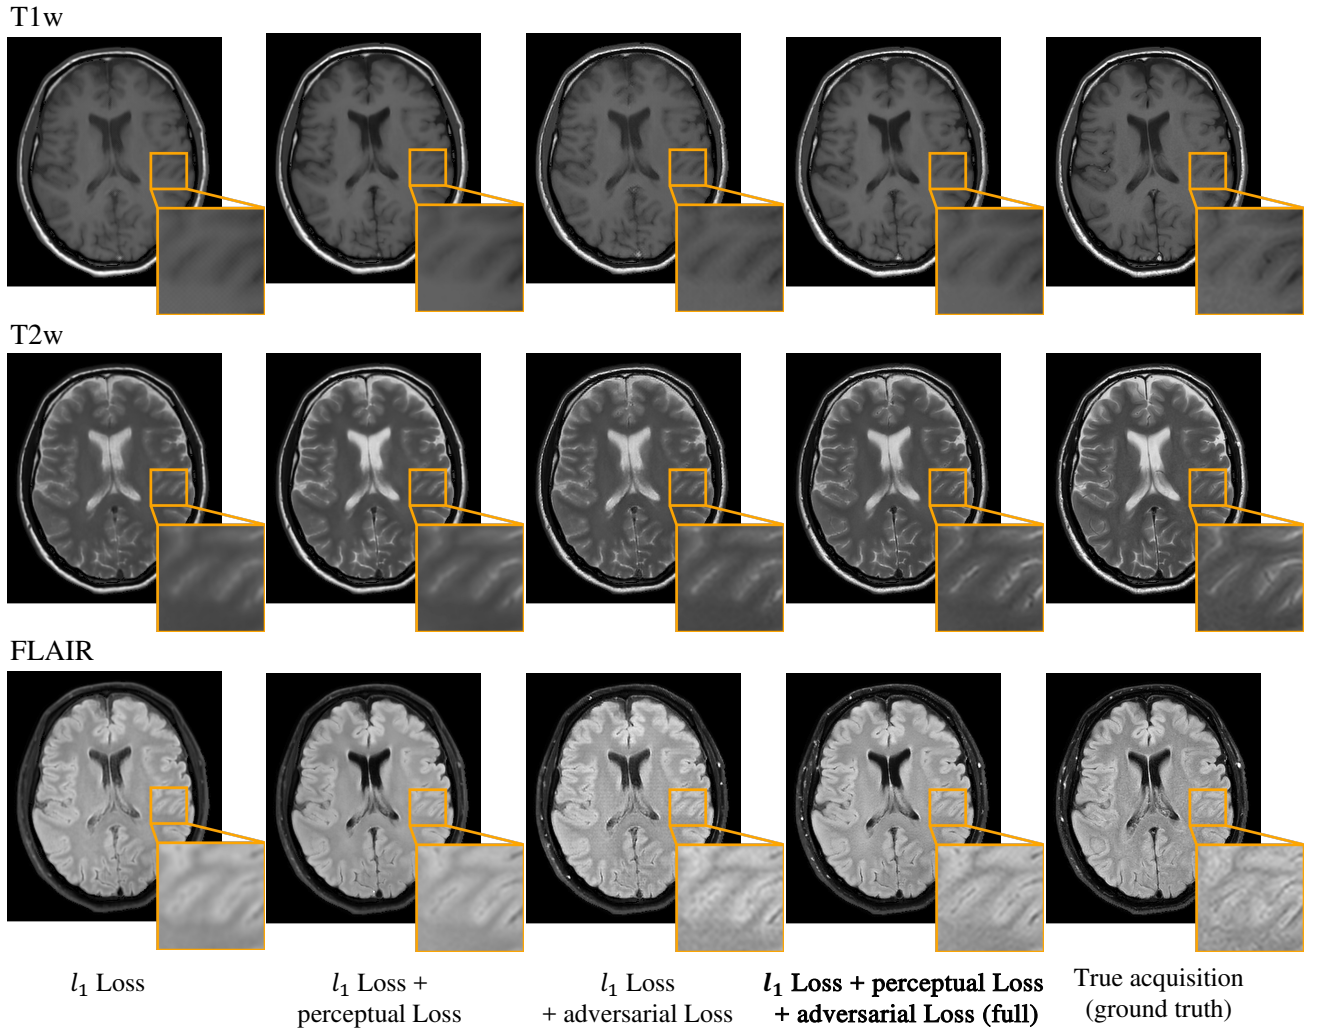 T1w
T2w
FLAIR
l₁ Loss
l₁ Loss +
perceptual Loss
l₁ Loss
+ adversarial Loss
l₁ Loss + perceptual Loss
+ adversarial Loss (full)
True acquisition
(ground truth)